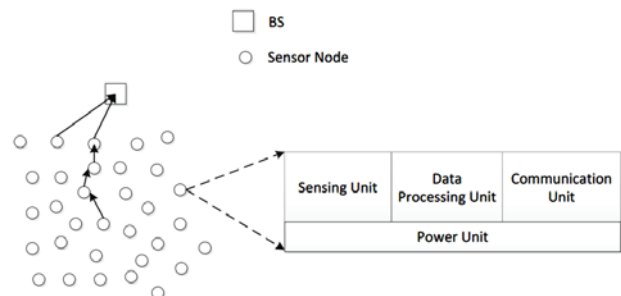 BS
Sensor Node
Sensing Unit
Data
Processing Unit
Communication
Unit
Power Unit